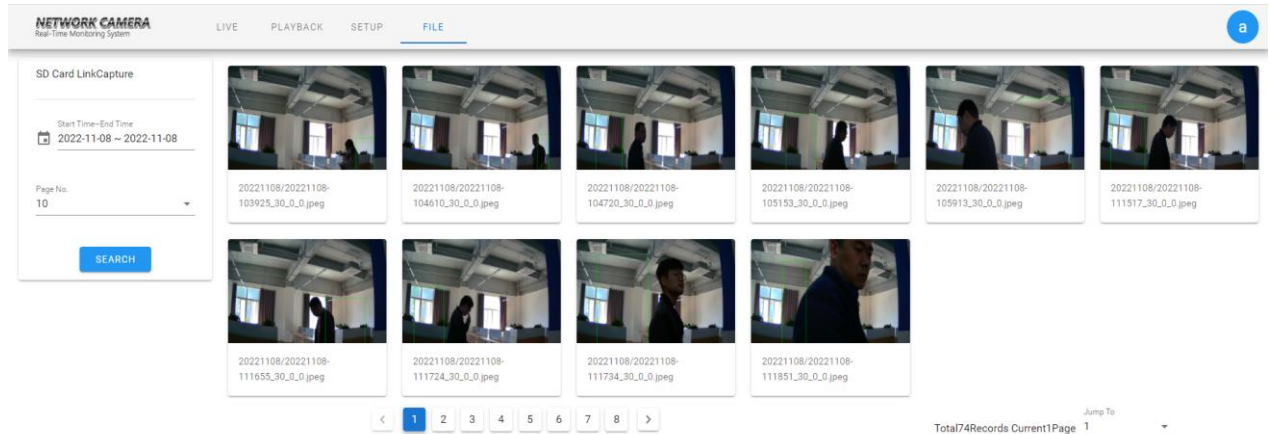 NETWORK CAMERA
Real-Time Monitoring System
LIVE
PLAYBACK
SETUP
FILE
a
SD Card LinkCapture
Start Time~End Time
2022-11-08 ~ 2022-11-08
Page No.
10
SEARCH
20221108/20221108-
103925_30_0_0.jpeg
20221108/20221108-
104610_30_0_0.jpeg
20221108/20221108-
104720_30_0_0.jpeg
20221108/20221108-
105153_30_0_0.jpeg
20221108/20221108-
105913_30_0_0.jpeg
20221108/20221108-
111517_30_0_0.jpeg
20221108/20221108-
111655_30_0_0.jpeg
20221108/20221108-
111724_30_0_0.jpeg
20221108/20221108-
111734_30_0_0.jpeg
20221108/20221108-
111851_30_0_0.jpeg
< 1 2 3 4 5 6 7 8 >
Jump To
Total74Records Current1Page 1